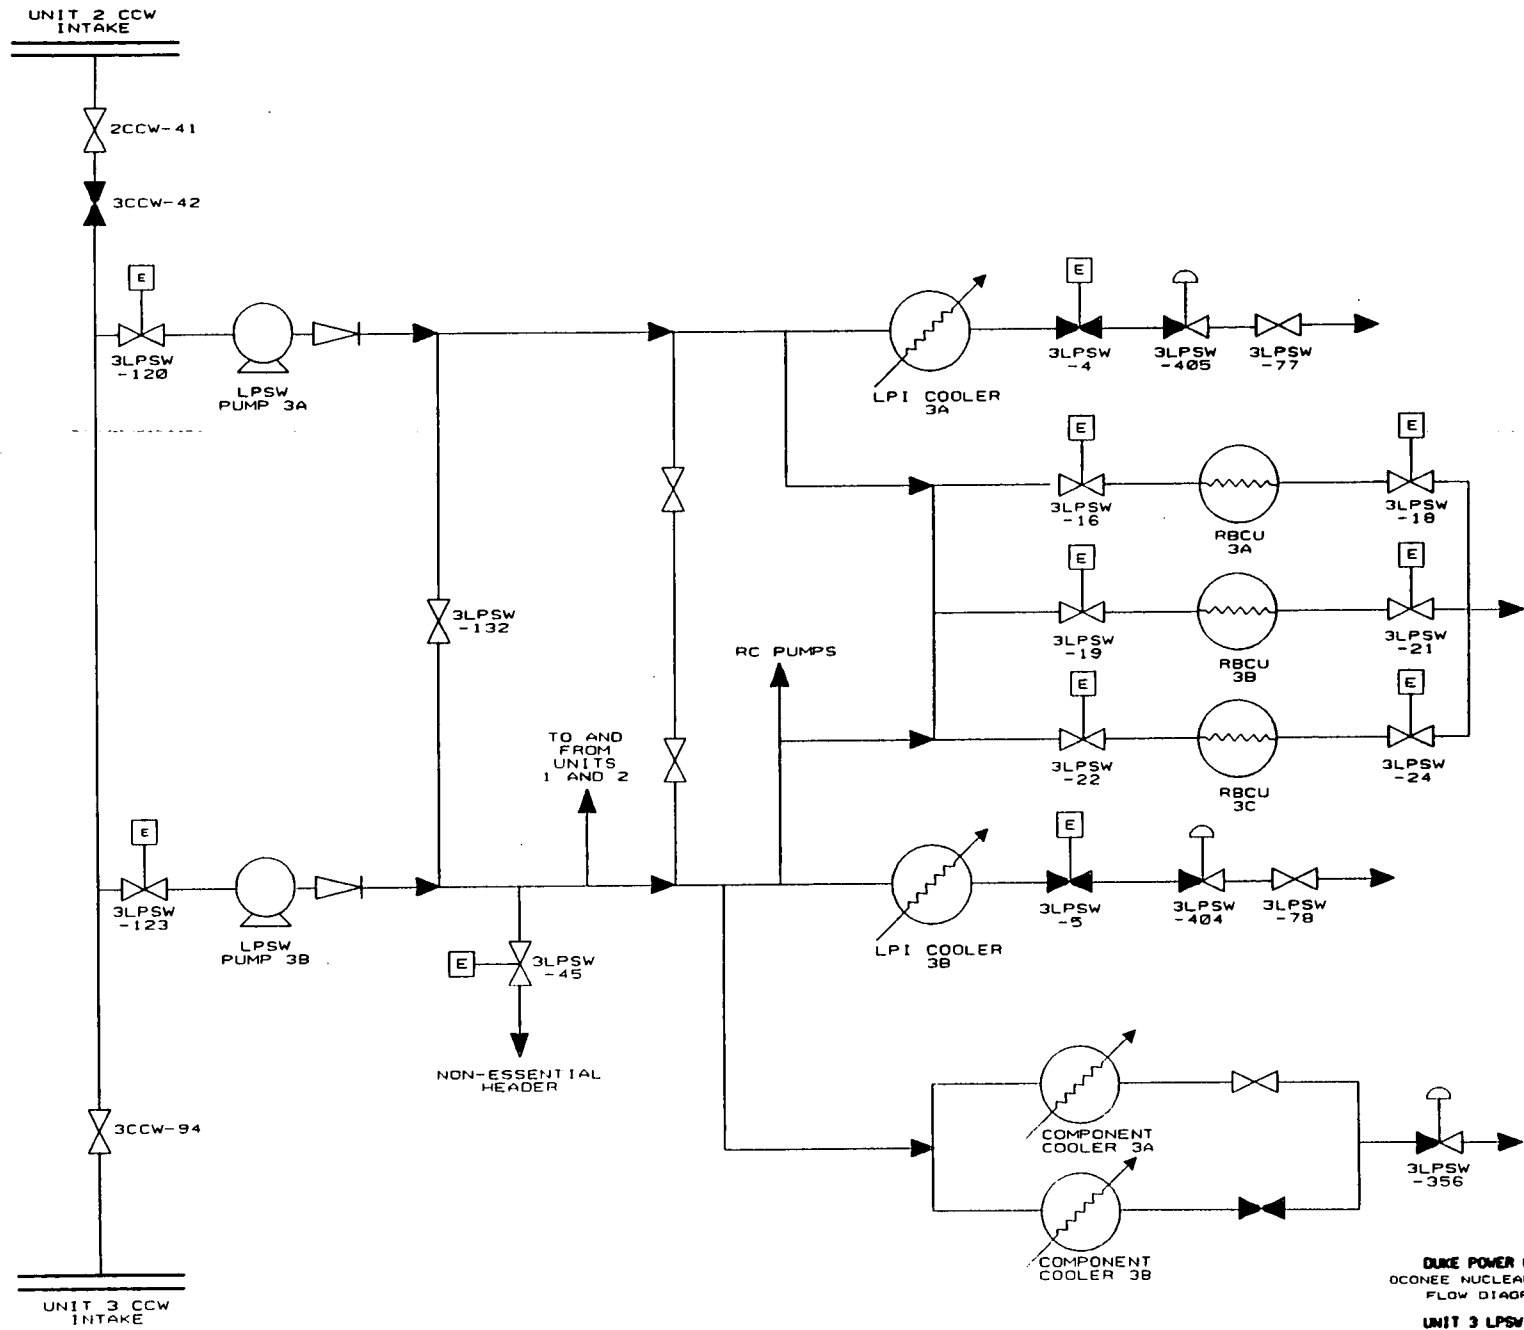 UNIT 2 CCW
INTAKE
2CCW-41
3CCW-42
E
3LPSW
-120
LPSW
PUMP 3A
LPI COOLER
3A
E
3LPSW
-4
3LPSW
-405
3LPSW
-77
E
3LPSW
-16
RBCU
3A
E
3LPSW
-18
3LPSW
-132
E
3LPSW
-19
RBCU
3B
E
3LPSW
-21
RC PUMPS
E
3LPSW
-22
RBCU
3C
E
3LPSW
-24
TO AND
FROM
UNITS
1 AND 2
E
3LPSW
-123
LPSW
PUMP 3B
E
3LPSW
-45
NON-ESSENTIAL
HEADER
LPI COOLER
3B
E
3LPSW
-5
3LPSW
-404
3LPSW
-78
3CCW-94
COMPONENT
COOLER 3A
COMPONENT
COOLER 3B
3LPSW
-356
UNIT 3 CCW
INTAKE
DUKE POWER
OCONEE NUCLEA
FLOW DIAGR
UNIT 3 LPSW